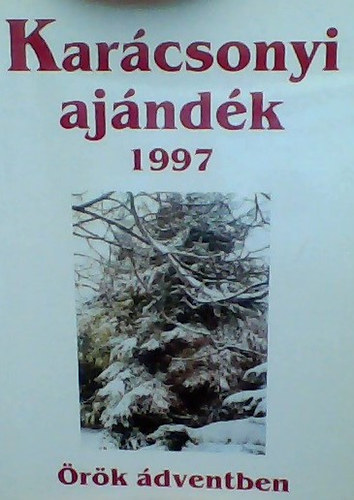 Karácsonyi
ajándék
1997
Örök ádventben